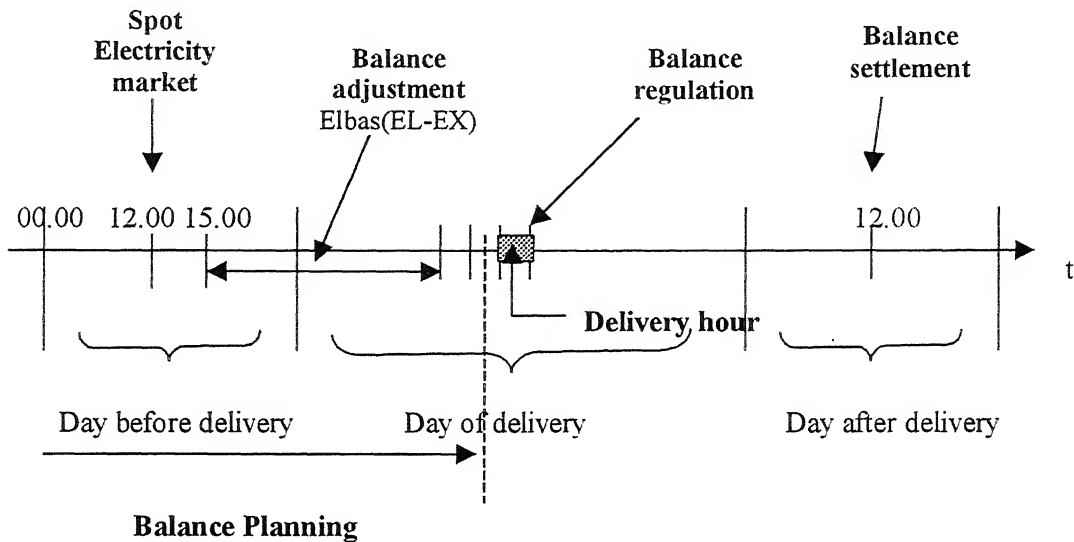 Spot
Electricity
market
Balance
adjustment
Elbas(EL-EX)
Balance
regulation
Balance
settlement
00.00 12.00 15.00 12.00
t
Delivery hour
Day before delivery Day of delivery Day after delivery
Balance Planning